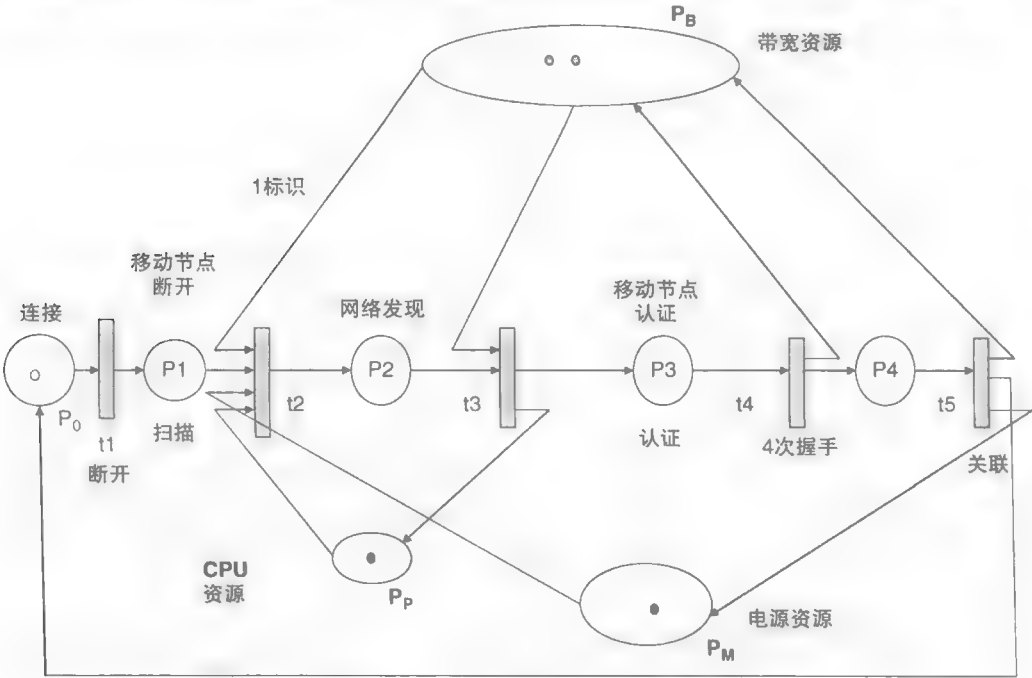 P_B
带宽资源
1标识
移动节点
断开
连接
网络发现
移动节点
认证
P1
P2
P3
P4
P_0
t1
断开
扫描
t2
t3
认证
t4
4次握手
t5
关联
CPU
资源
P_P
电源资源
P_M